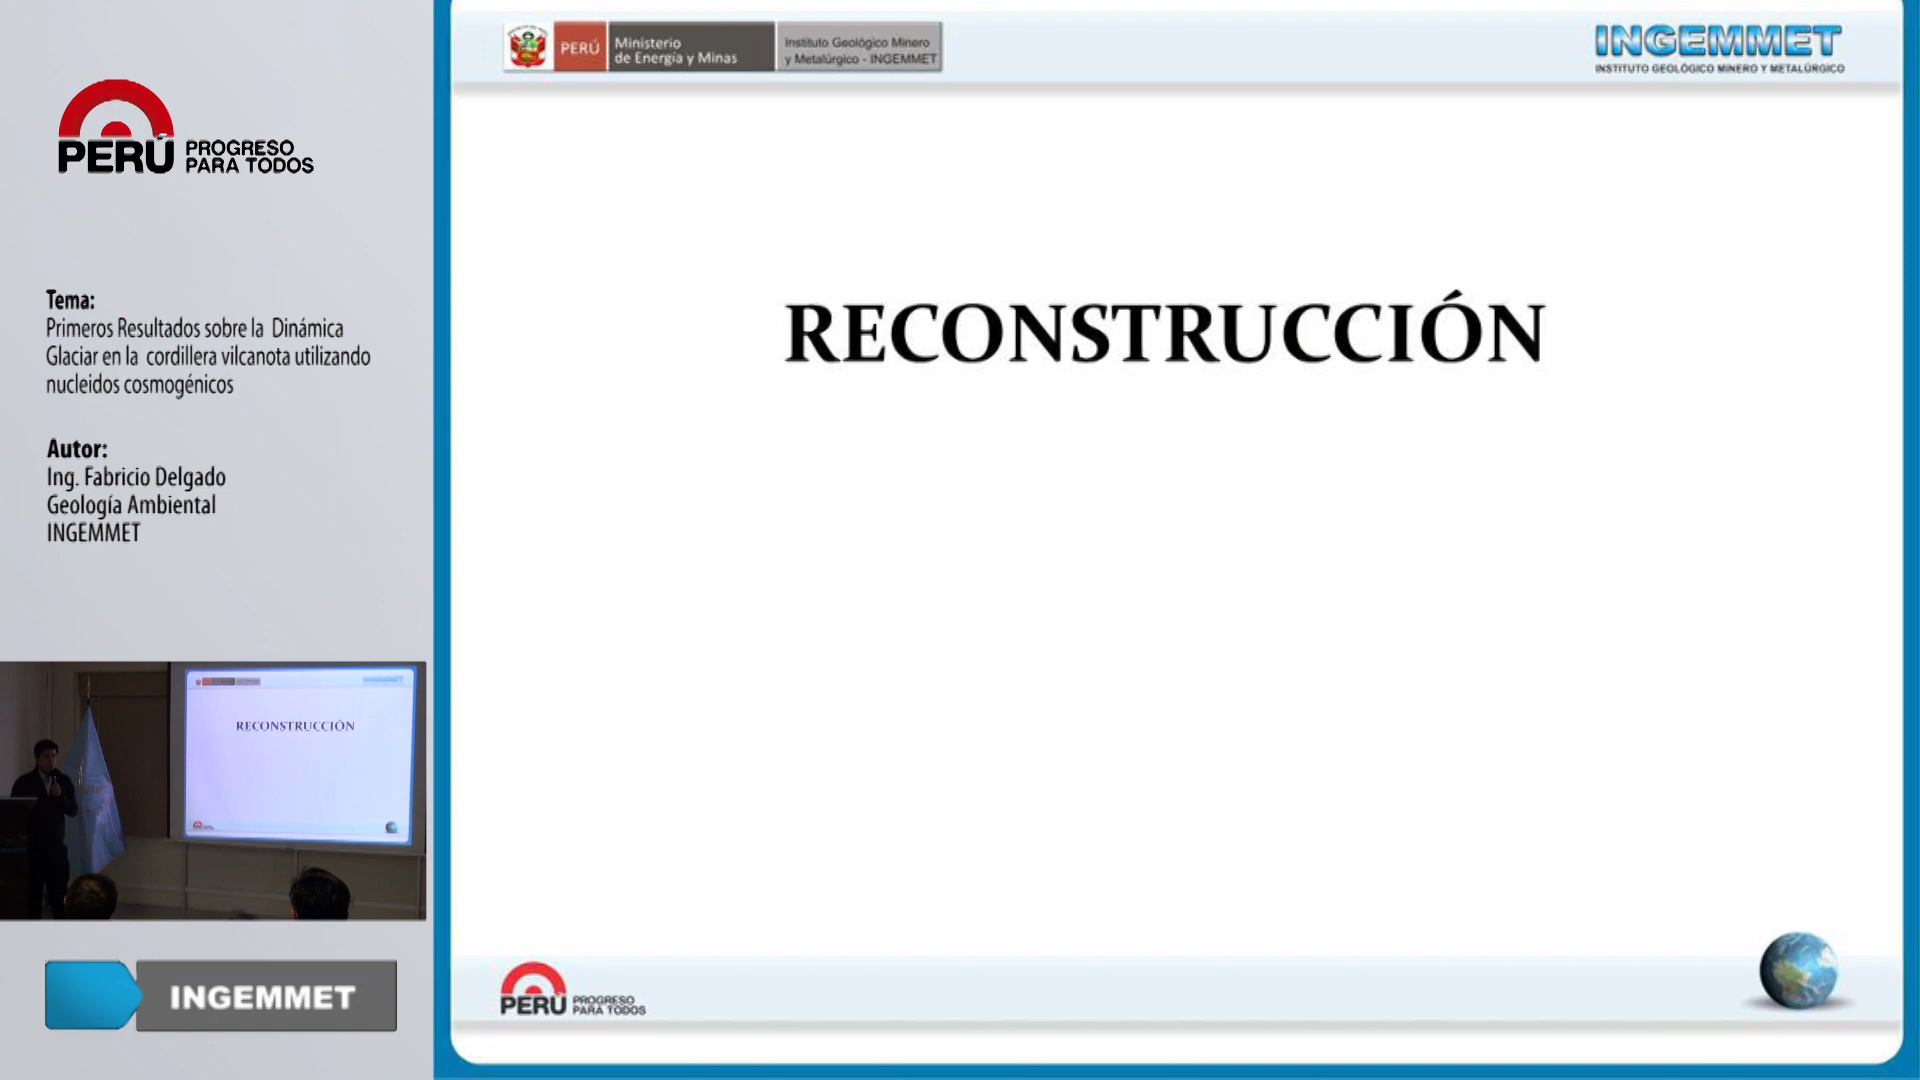 PERÚ
PROGRESO
PARA TODOS
Tema:
Primeros Resultados sobre la Dinámica
Glaciar en la cordillera vilcanota utilizando
nucleidos cosmogénicos
Autor:
Ing. Fabricio Delgado
Geología Ambiental
INGEMMET
RECONSTRUCCIÓN
INGEMMET
PERÚ
Ministerio
de Energía y Minas
Instituto Geológico Minero
y Metalúrgico - INGEMMET
INGEMMET
INSTITUTO GEOLÓGICO MINERO Y METALÚRGICO
RECONSTRUCCIÓN
PERÚ
PROGRESO
PARA TODOS